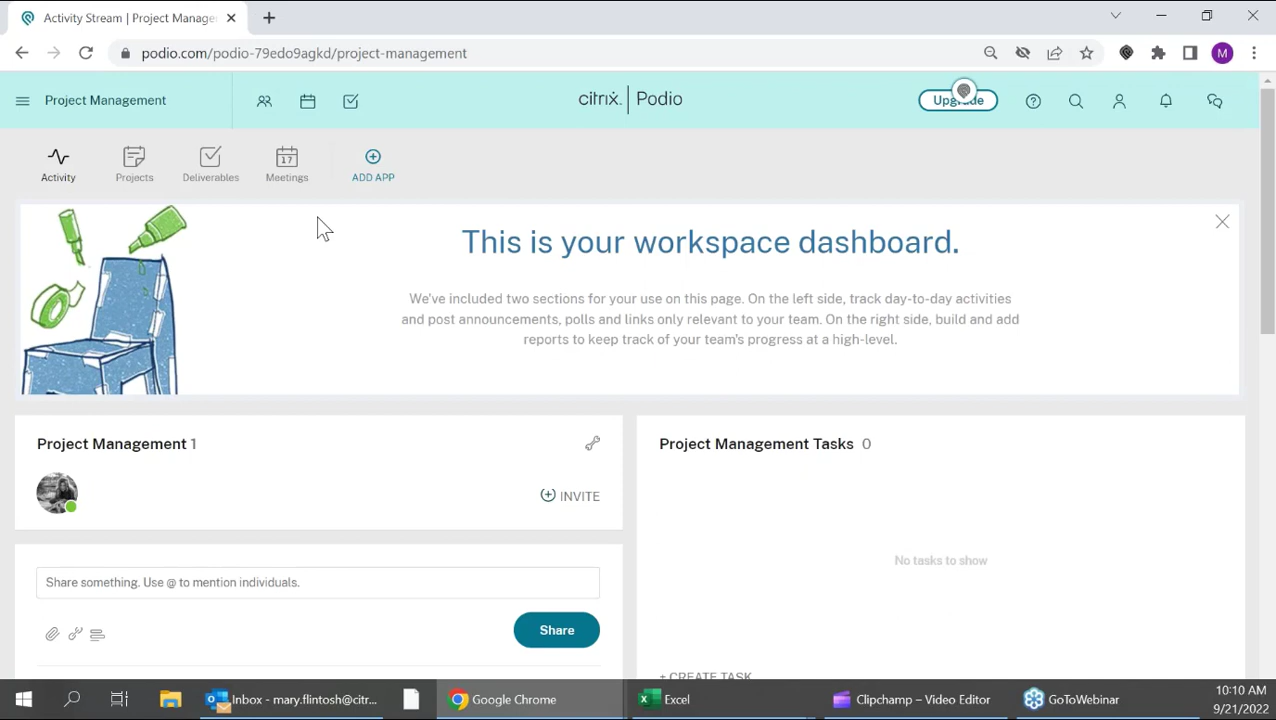 Activity Stream | Project Manage
podio.com/podio-79edo9agkd/project-management
M
Project Management
citrix. | Podio
Upgrade
Activity
Projects
Deliverables
17
Meetings
ADD APP
This is your workspace dashboard.
We've included two sections for your use on this page. On the left side, track day-to-day activities
and post announcements, polls and links only relevant to your team. On the right side, build and add
reports to keep track of your team's progress at a high-level.
Project Management 1
INVITE
Project Management Tasks 0
No tasks to show
Share something. Use @ to mention individuals.
Share
+ CREATE TASK
Inbox - mary.flintosh@citr...
Google Chrome
Excel
Clipchamp – Video Editor
GoToWebinar
10:10 AM
9/21/2022